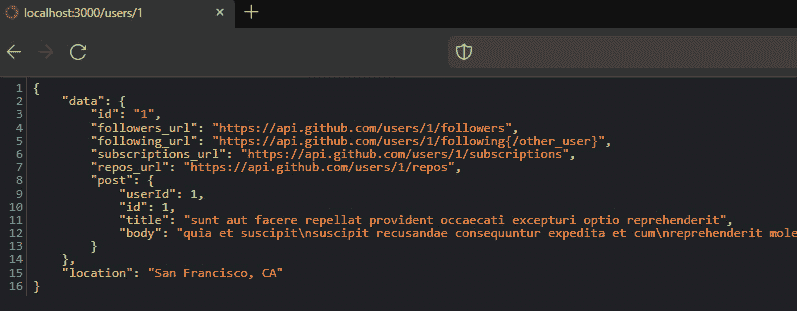 localhost:3000/users/1
1 {
2 "data": {
3 "id": "1",
4 "followers_url": "https://api.github.com/users/1/followers",
5 "following_url": "https://api.github.com/users/1/following{/other_user}",
6 "subscriptions_url": "https://api.github.com/users/1/subscriptions",
7 "repos_url": "https://api.github.com/users/1/repos",
8 "post": {
9 "userId": 1,
10 "id": 1,
11 "title": "sunt aut facere repellat provident occaecati excepturi optio reprehenderit",
12 "body": "quia et suscipit\nsuscipit recusandae consequuntur expedita et cum\nreprehenderit mole
13 }
14 },
15 "location": "San Francisco, CA"
16 }